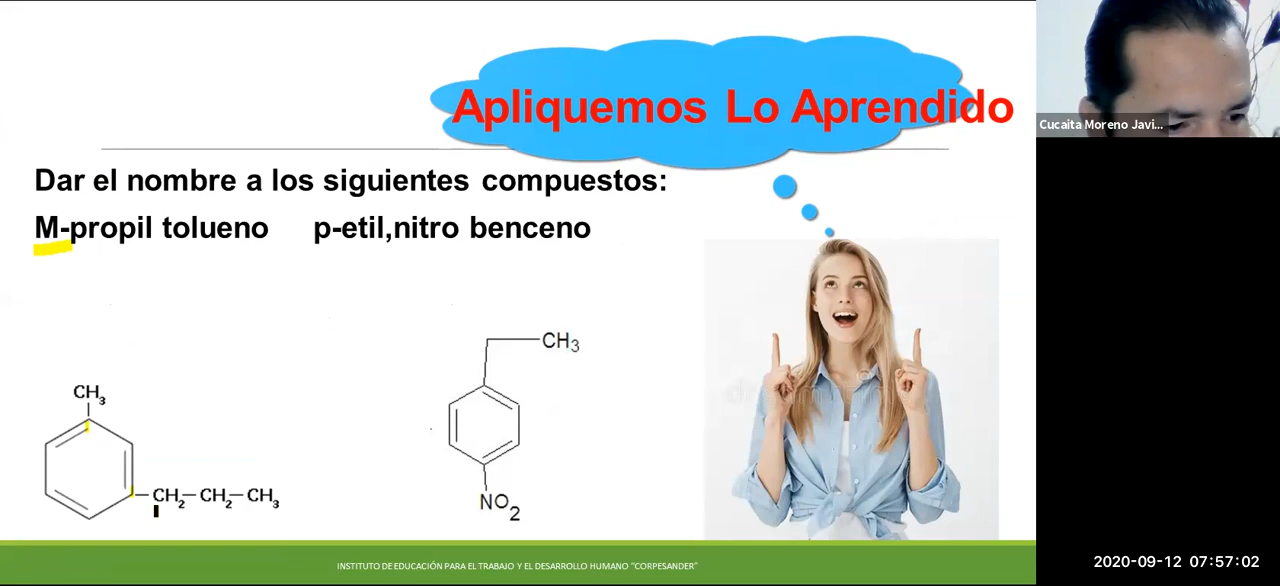 Apliquemos Lo Aprendido
Cucaita Moreno Javi...
Dar el nombre a los siguientes compuestos:
M-propil tolueno p-etil,nitro benceno
CH3
CH3
CH2–CH2–CH3
NO2
INSTITUTO DE EDUCACIÓN PARA EL TRABAJO Y EL DESARROLLO HUMANO "CORPESANDER"
2020-09-12 07:57:02